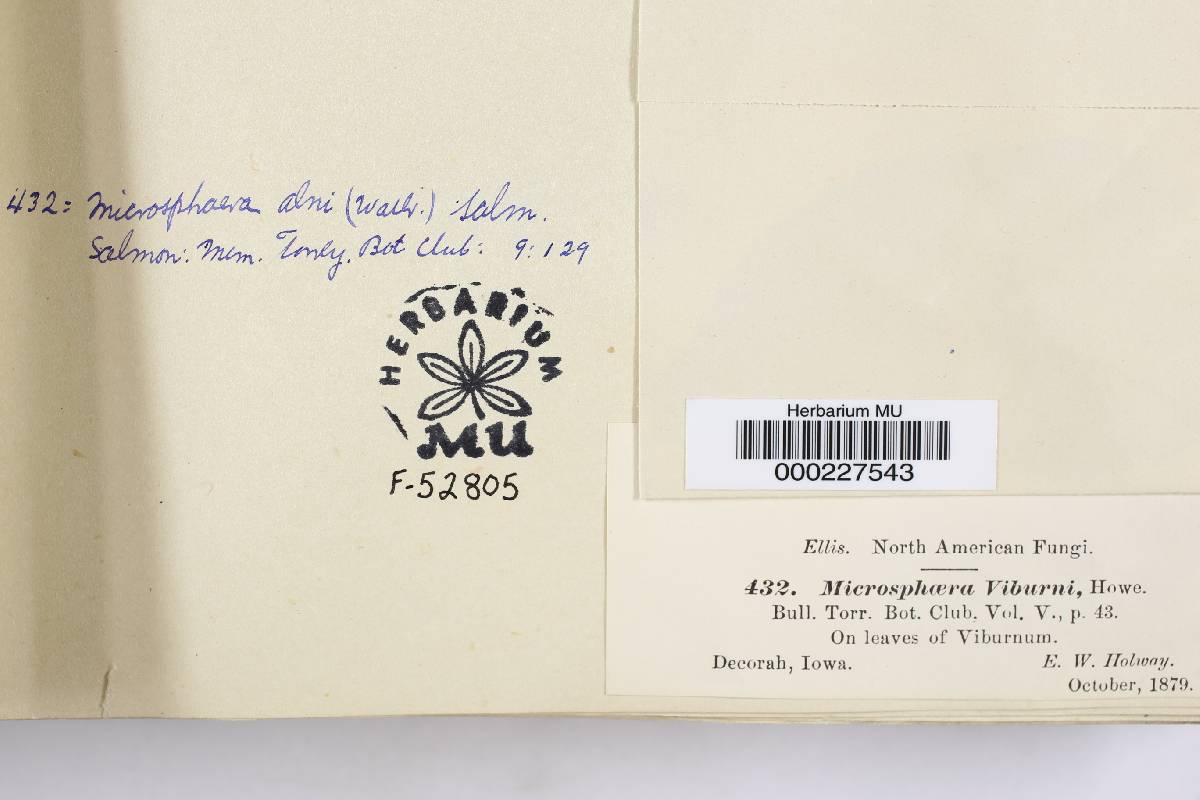 432= Microsphaera alni (Wallr.) Salm.
Salmon: Mem. Torrey. Bot Club: 9:129
HERBARIUM
MU
F-52805
Herbarium MU
000227543
Ellis. North American Fungi.
432. Microsphæra Viburni, Howe.
Bull. Torr. Bot. Club, Vol. V., p. 43.
On leaves of Viburnum.
Decorah, Iowa. E. W. Holway.
October, 1879.